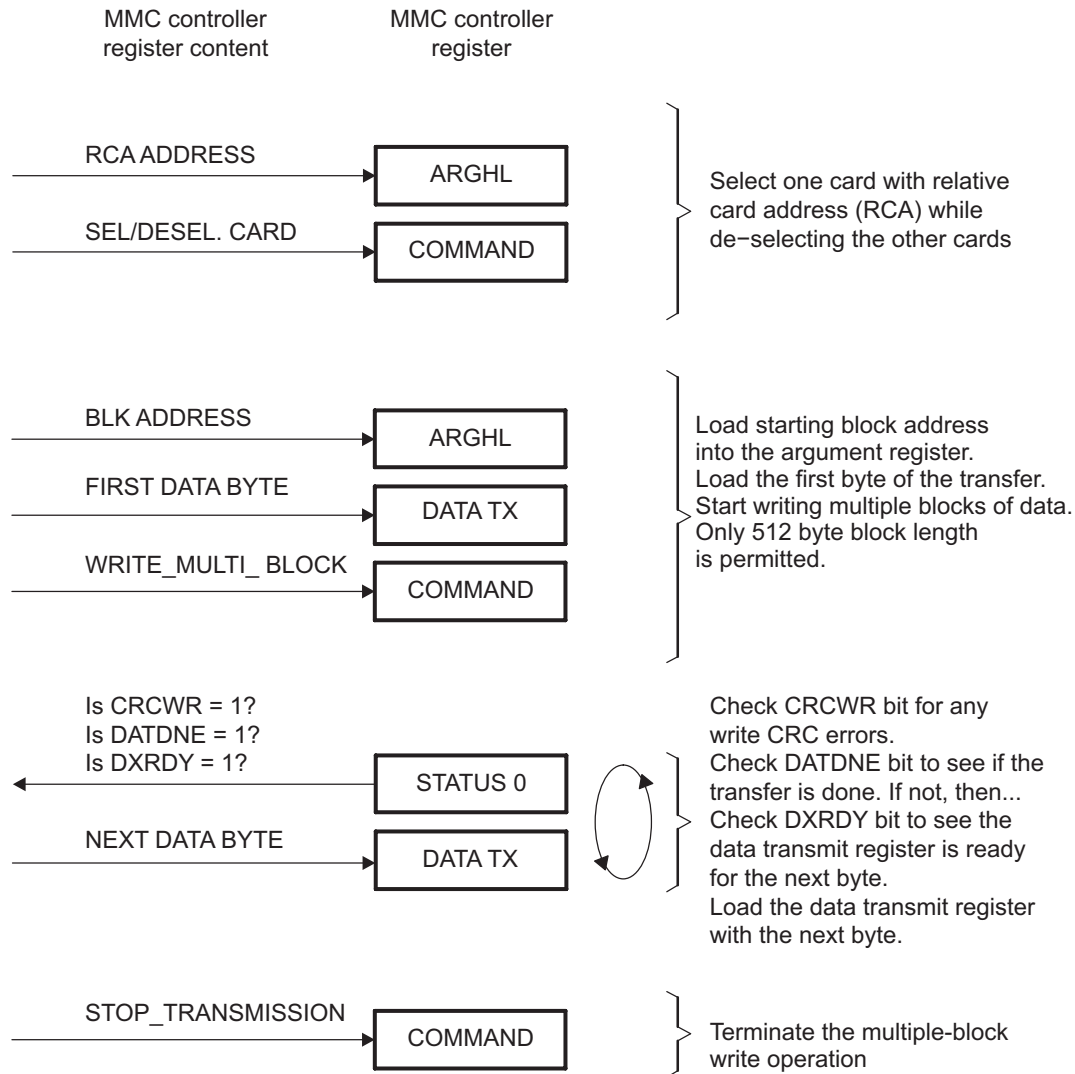 MMC controller
register content
MMC controller
register
RCA ADDRESS
ARGHL
SEL/DESEL. CARD
COMMAND
Select one card with relative
card address (RCA) while
de−selecting the other cards
BLK ADDRESS
ARGHL
FIRST DATA BYTE
DATA TX
WRITE_MULTI_ BLOCK
COMMAND
Load starting block address
into the argument register.
Load the first byte of the transfer.
Start writing multiple blocks of data.
Only 512 byte block length
is permitted.
Is CRCWR = 1?
Is DATDNE = 1?
Is DXRDY = 1?
STATUS 0
NEXT DATA BYTE
DATA TX
Check CRCWR bit for any
write CRC errors.
Check DATDNE bit to see if the
transfer is done. If not, then...
Check DXRDY bit to see the
data transmit register is ready
for the next byte.
Load the data transmit register
with the next byte.
STOP_TRANSMISSION
COMMAND
Terminate the multiple-block
write operation